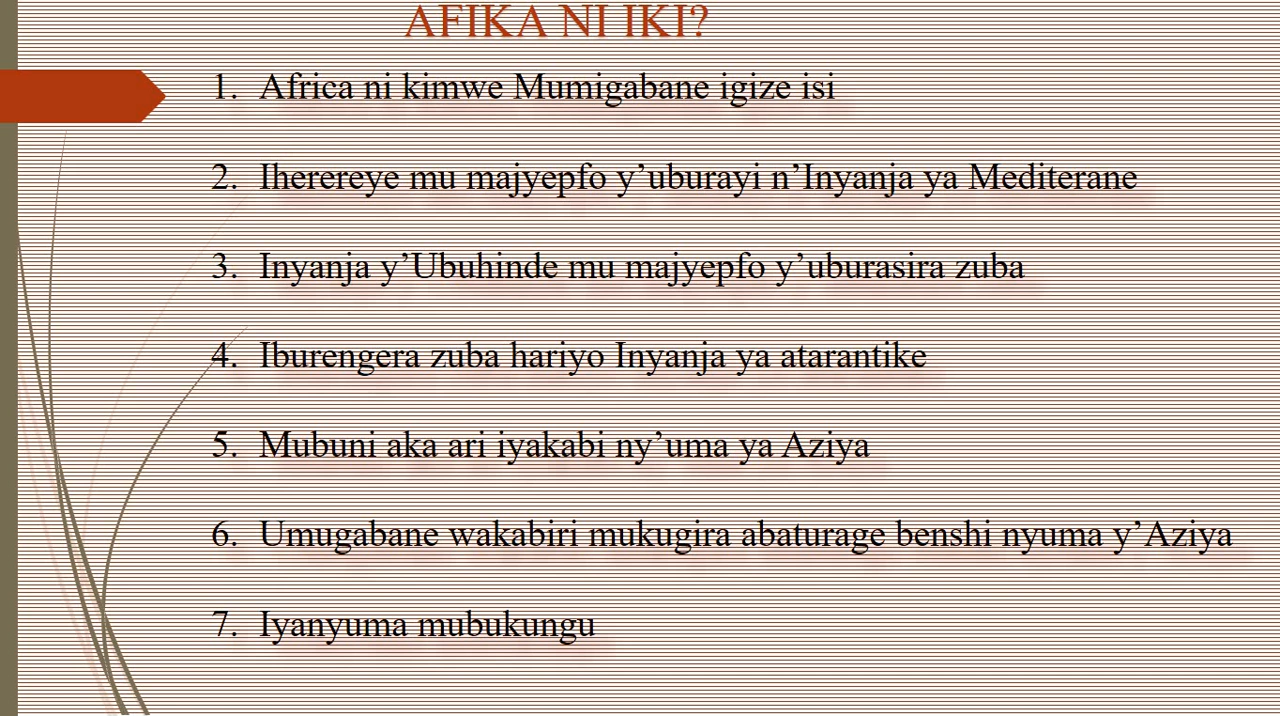 AFIKA NI IKI?
1. Africa ni kimwe Mumigabane igize isi
2. Iherereye mu majyepfo y’uburayi n’Inyanja ya Mediterane
3. Inyanja y’Ubuhinde mu majyepfo y’uburasira zuba
4. Iburengera zuba hariyo Inyanja ya atarantike
5. Mubuni aka ari iyakabi ny’uma ya Aziya
6. Umugabane wakabiri mukugira abaturage benshi nyuma y’Aziya
7. Iyanyuma mubukungu